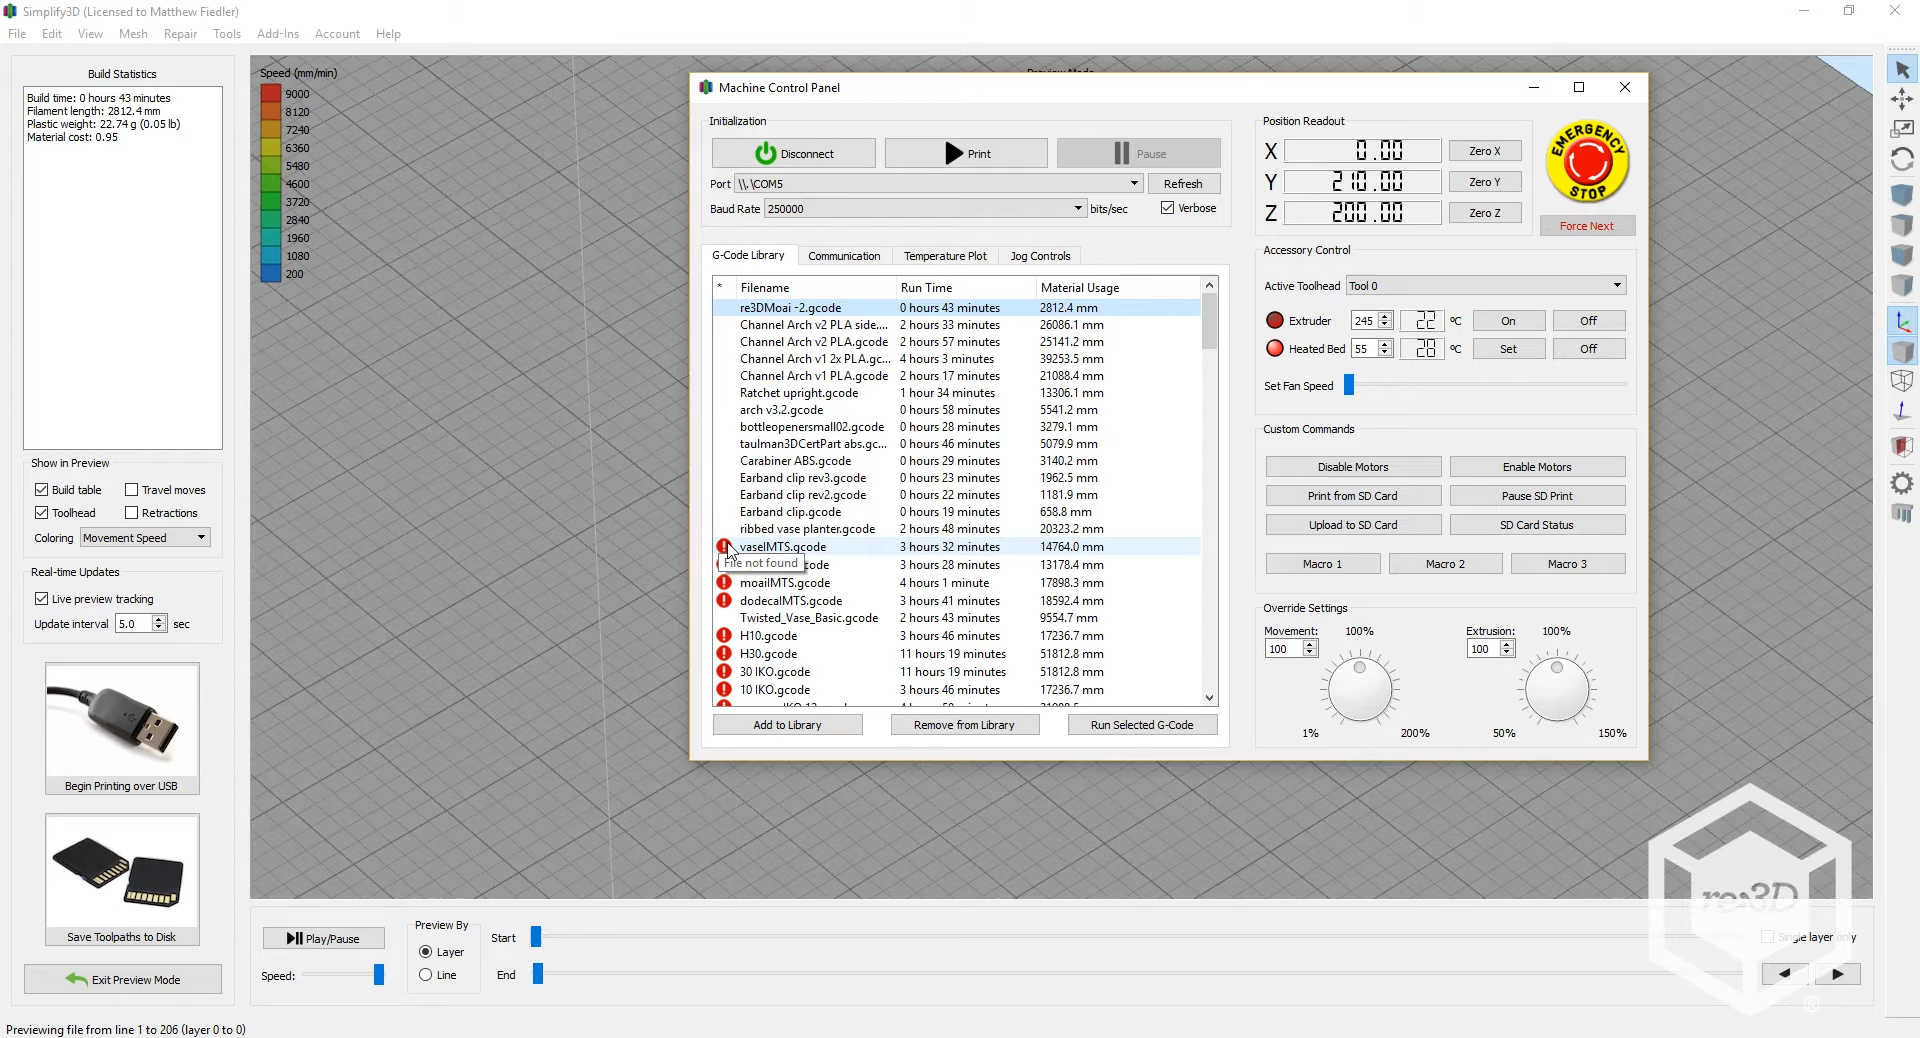 Simplify3D (Licensed to Matthew Fiedler)
File Edit View Mesh Repair Tools Add-Ins Account Help
Build Statistics
Build time: 0 hours 43 minutes
Filament length: 2812.4 mm
Plastic weight: 22.74 g (0.05 lb)
Material cost: 0.95
Show in Preview
Build table Travel moves
Toolhead Retractions
Coloring Movement Speed
Real-time Updates
Live preview tracking
Update interval 5.0 sec
Begin Printing over USB
Save Toolpaths to Disk
Exit Preview Mode
Previewing file from line 1 to 206 (layer 0 to 0)
Speed (mm/min)
9000
8120
7240
6360
5480
4600
3720
2840
1960
1080
200
Preview Mode
Machine Control Panel
Initialization
Disconnect Print Pause
Port \\.\COM5 Refresh
Baud Rate 250000 bits/sec Verbose
G-Code Library Communication Temperature Plot Jog Controls
* Filename Run Time Material Usage
re3DMoai -2.gcode 0 hours 43 minutes 2812.4 mm
Channel Arch v2 PLA side.... 2 hours 33 minutes 26086.1 mm
Channel Arch v2 PLA.gcode 2 hours 57 minutes 25141.2 mm
Channel Arch v1 2x PLA.gc... 4 hours 3 minutes 39253.5 mm
Channel Arch v1 PLA.gcode 2 hours 17 minutes 21088.4 mm
Ratchet upright.gcode 1 hour 34 minutes 13306.1 mm
arch v3.2.gcode 0 hours 58 minutes 5541.2 mm
bottleopenersmall02.gcode 0 hours 28 minutes 3279.1 mm
taulman3DCertPart abs.gc... 0 hours 46 minutes 5079.9 mm
Carabiner ABS.gcode 0 hours 29 minutes 3140.2 mm
Earband clip rev3.gcode 0 hours 23 minutes 1962.5 mm
Earband clip rev2.gcode 0 hours 22 minutes 1181.9 mm
Earband clip.gcode 0 hours 19 minutes 658.8 mm
ribbed vase planter.gcode 2 hours 48 minutes 20323.2 mm
vaseIMTS.gcode 3 hours 32 minutes 14764.0 mm
File not found
code 3 hours 28 minutes 13178.4 mm
moaiIMTS.gcode 4 hours 1 minute 17898.3 mm
dodecaIMTS.gcode 3 hours 41 minutes 18592.4 mm
Twisted_Vase_Basic.gcode 2 hours 43 minutes 9554.7 mm
H10.gcode 3 hours 46 minutes 17236.7 mm
H30.gcode 11 hours 19 minutes 51812.8 mm
30 IKO.gcode 11 hours 19 minutes 51812.8 mm
10 IKO.gcode 3 hours 46 minutes 17236.7 mm
Add to Library Remove from Library Run Selected G-Code
Position Readout
X 0.00 Zero X
Y 210.00 Zero Y
Z 200.00 Zero Z
EMERGENCY
STOP
Force Next
Accessory Control
Active Toolhead Tool 0
Extruder 245 22 ºC On Off
Heated Bed 55 28 ºC Set Off
Set Fan Speed
Custom Commands
Disable Motors Enable Motors
Print from SD Card Pause SD Print
Upload to SD Card SD Card Status
Macro 1 Macro 2 Macro 3
Override Settings
Movement: 100% Extrusion: 100%
100 100
1% 200% 50% 150%
Play/Pause
Speed:
Preview By
Layer
Line
Start
End
Single layer only
re:3D
®